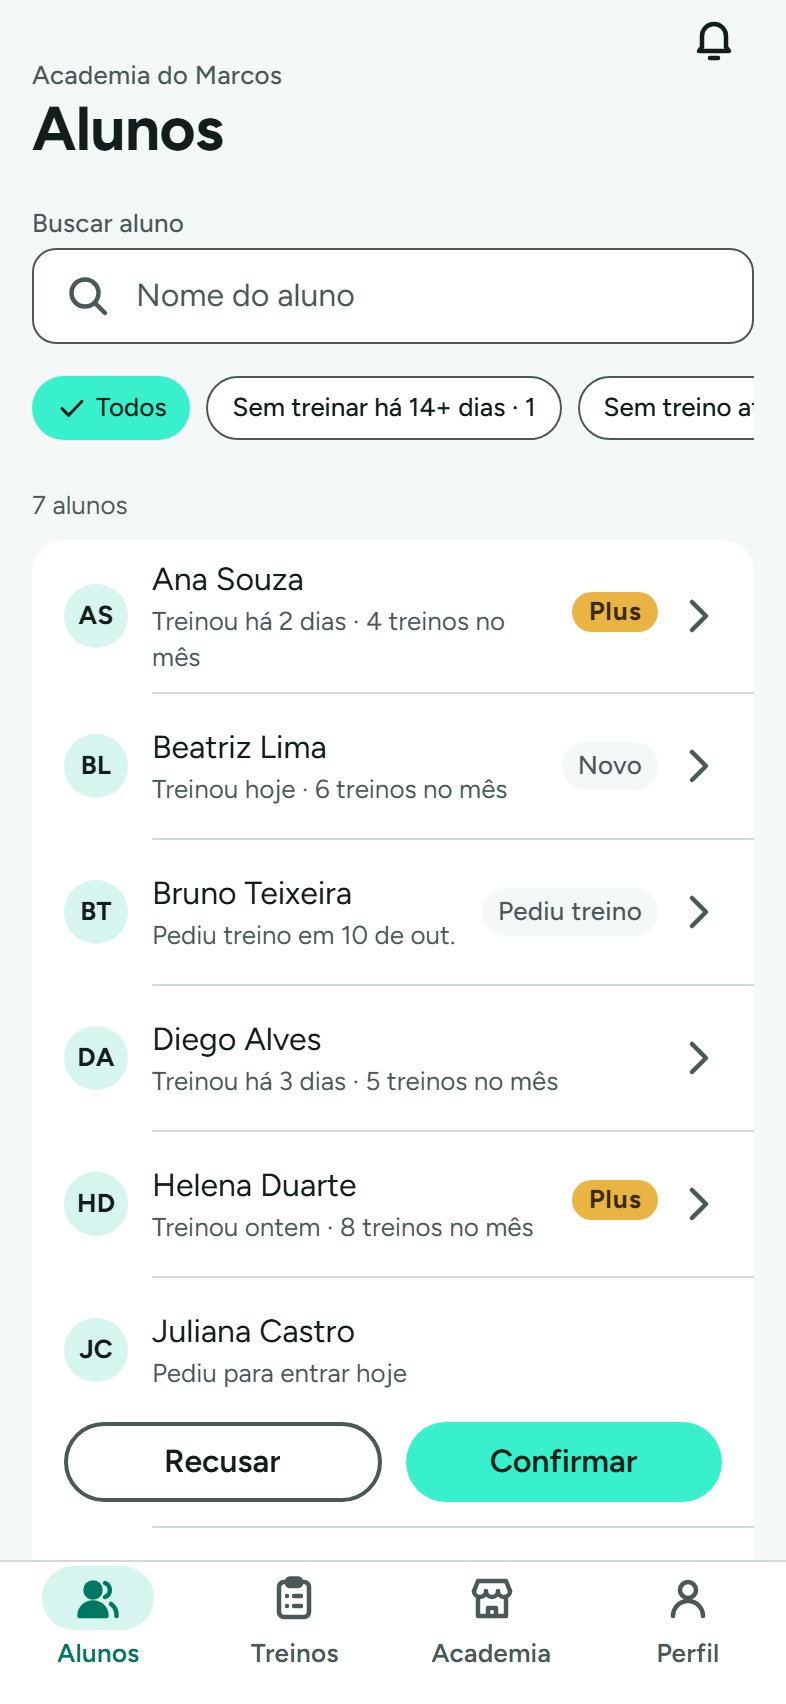 Academia do Marcos
Alunos
Buscar aluno
Nome do aluno
Todos
Sem treinar há 14+ dias · 1
Sem treino
7 alunos
AS
Ana Souza
Treinou há 2 dias · 4 treinos no
mês
Plus
BL
Beatriz Lima
Treinou hoje · 6 treinos no mês
Novo
BT
Bruno Teixeira
Pediu treino em 10 de out.
Pediu treino
DA
Diego Alves
Treinou há 3 dias · 5 treinos no mês
HD
Helena Duarte
Treinou ontem · 8 treinos no mês
Plus
JC
Juliana Castro
Pediu para entrar hoje
Recusar
Confirmar
Alunos
Treinos
Academia
Perfil